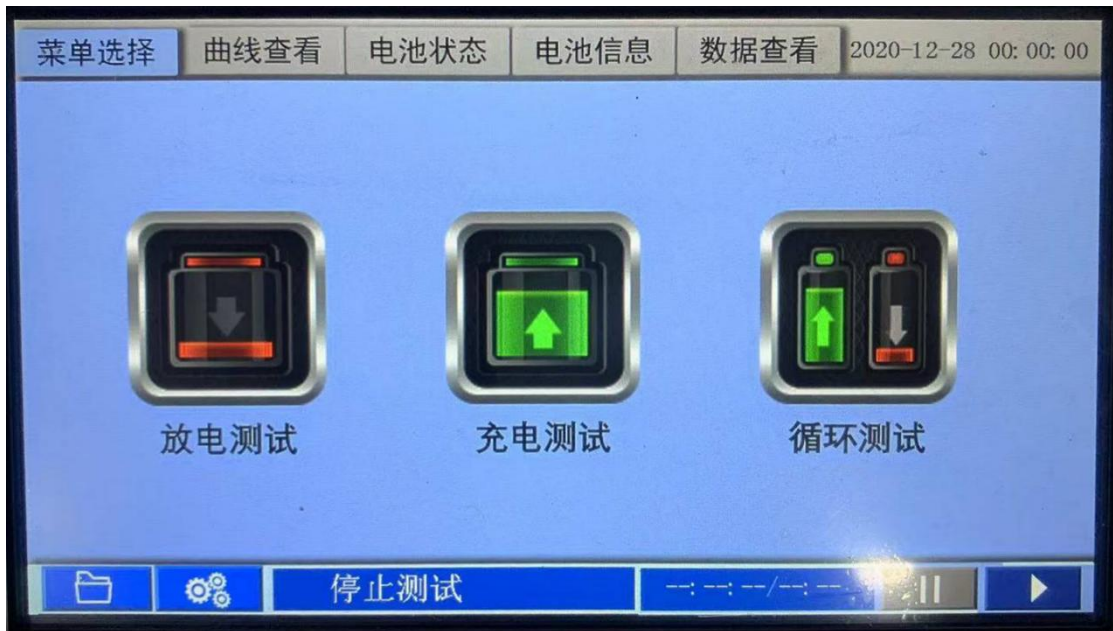 菜单选择 曲线查看 电池状态 电池信息 数据查看 2020-12-28 00:00:00
放电测试 充电测试 循环测试
停止测试 --:--:--/--:--